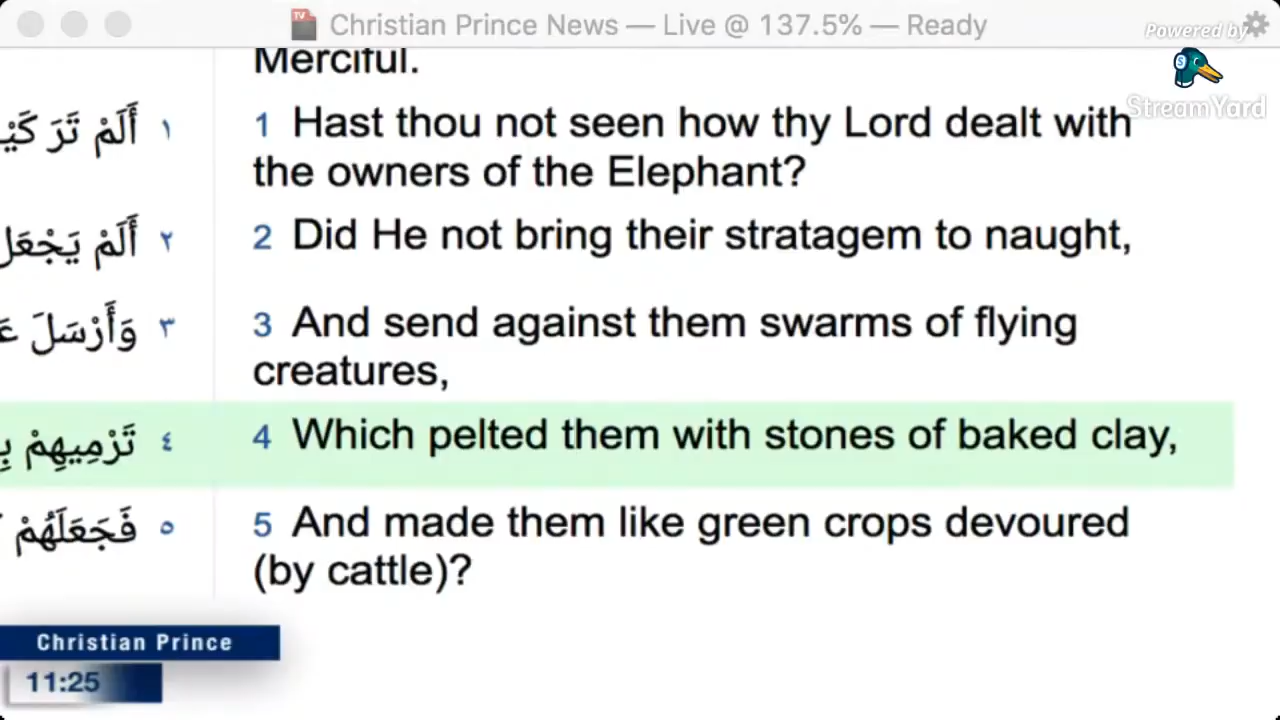 Christian Prince News — Live @ 137.5% — Ready
Powered by
StreamYard
Merciful.
أَلَمْ تَرَ ١
1 Hast thou not seen how thy Lord dealt with
the owners of the Elephant?
أَلَمْ ٢
2 Did He not bring their stratagem to naught,
وَأَرْسَلَ ٣
3 And send against them swarms of flying
creatures,
تَرْمِيهِمْ ٤
4 Which pelted them with stones of baked clay,
فَجَعَلَهُمْ ٥
5 And made them like green crops devoured
(by cattle)?
Christian Prince
11:25